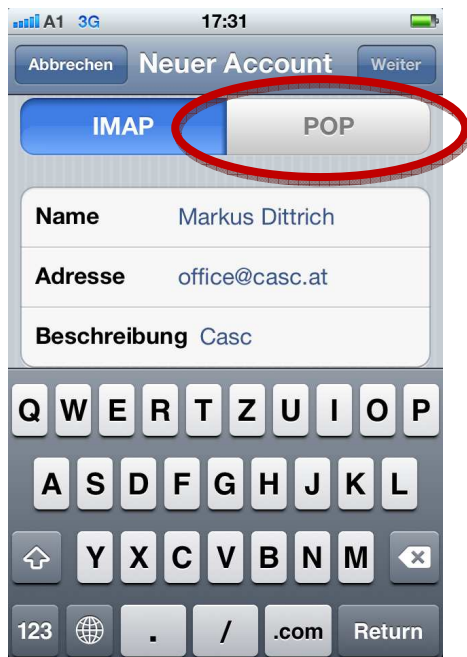 A1 3G 17:31
Abbrechen Neuer Account Weiter
IMAP POP
Name Markus Dittrich
Adresse office@casc.at
Beschreibung Casc
Q W E R T Z U I O P
A S D F G H J K L
Y X C V B N M
123 . / .com Return